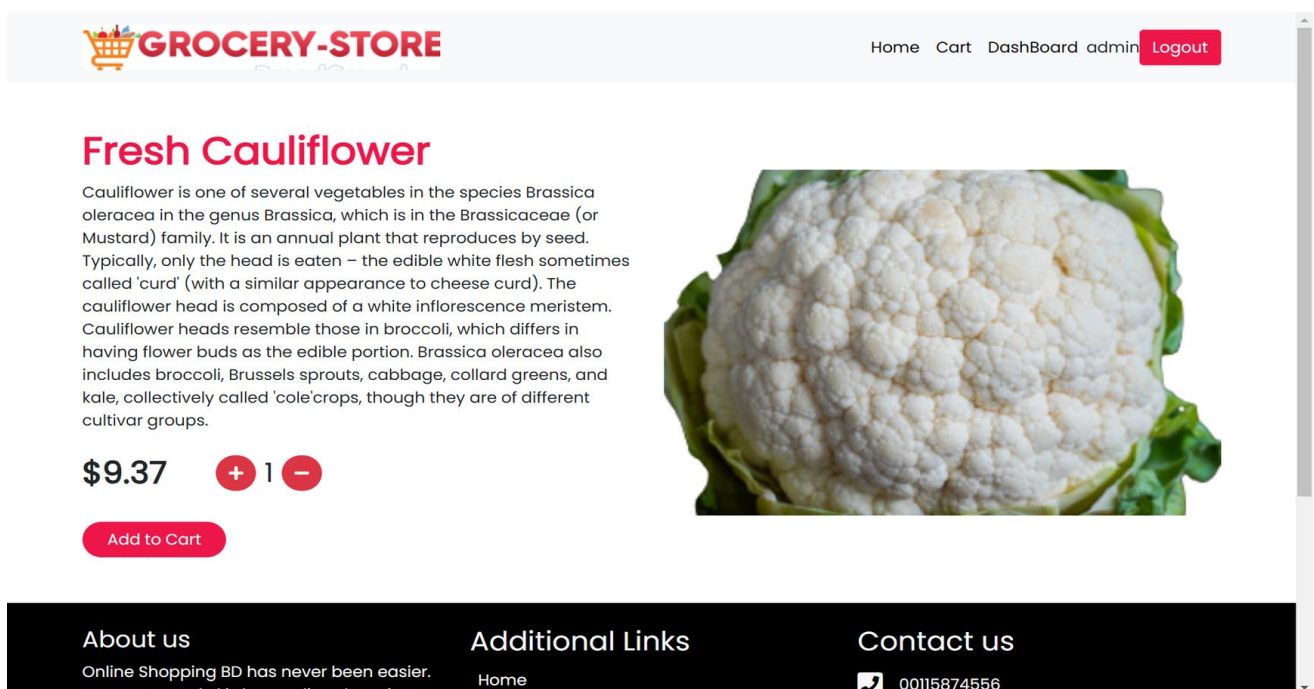 GROCERY-STORE
Home Cart DashBoard admin Logout
Fresh Cauliflower
Cauliflower is one of several vegetables in the species Brassica
oleracea in the genus Brassica, which is in the Brassicaceae (or
Mustard) family. It is an annual plant that reproduces by seed.
Typically, only the head is eaten – the edible white flesh sometimes
called 'curd' (with a similar appearance to cheese curd). The
cauliflower head is composed of a white inflorescence meristem.
Cauliflower heads resemble those in broccoli, which differs in
having flower buds as the edible portion. Brassica oleracea also
includes broccoli, Brussels sprouts, cabbage, collard greens, and
kale, collectively called 'cole'crops, though they are of different
cultivar groups.
$9.37 + 1 −
Add to Cart
About us
Online Shopping BD has never been easier.
Additional Links
Home
Contact us
00115874556